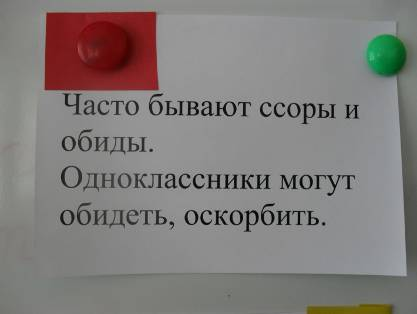 Часто бывают ссоры и
обиды.
Одноклассники могут
обидеть, оскорбить.